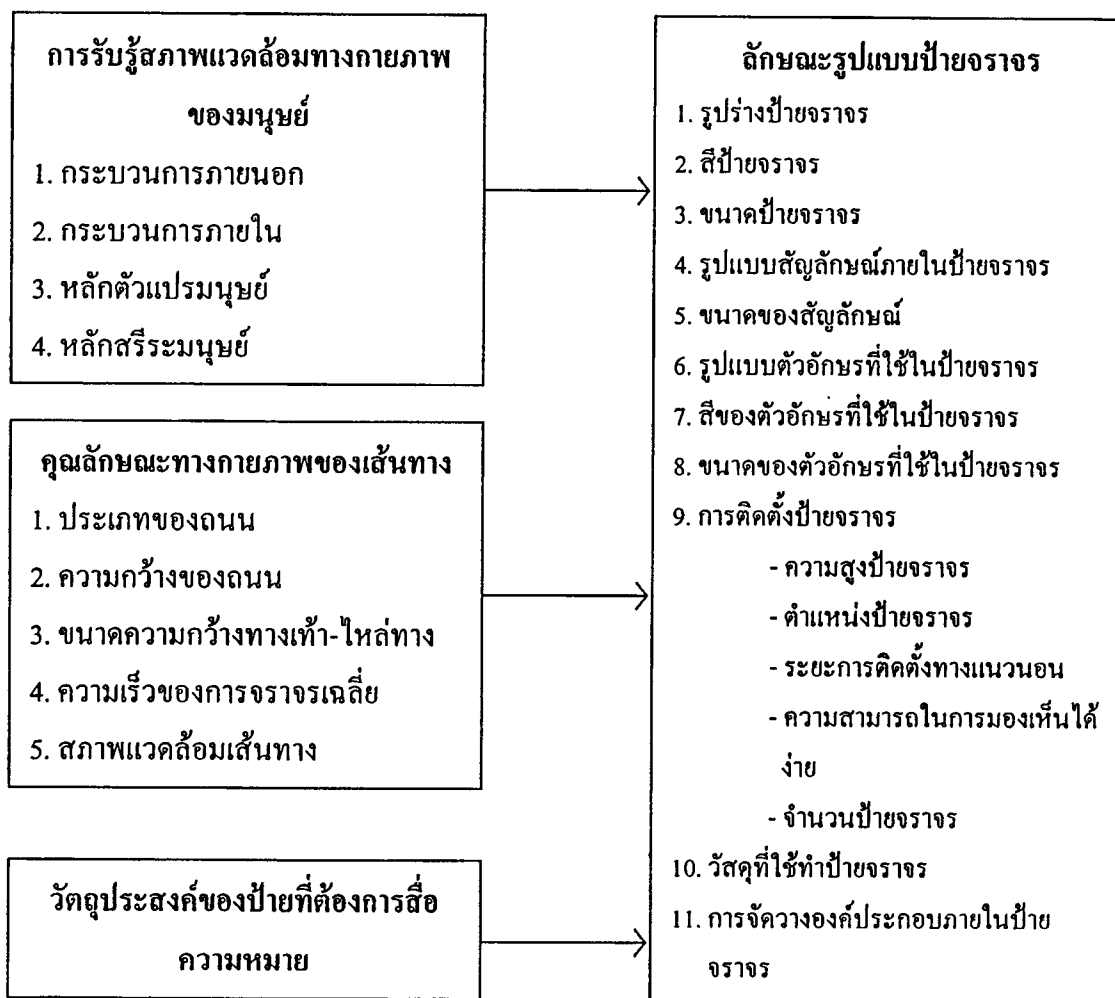 การรับรู้สภาพแวดล้อมทางกายภาพ
ของมนุษย์
1. กระบวนการภายนอก
2. กระบวนการภายใน
3. หลักตัวแปรมนุษย์
4. หลักสรีระมนุษย์
คุณลักษณะทางกายภาพของเส้นทาง
1. ประเภทของถนน
2. ความกว้างของถนน
3. ขนาดความกว้างทางเท้า-ไหล่ทาง
4. ความเร็วของการจราจรเฉลี่ย
5. สภาพแวดล้อมเส้นทาง
วัตถุประสงค์ของป้ายที่ต้องการสื่อ
ความหมาย
ลักษณะรูปแบบป้ายจราจร
1. รูปร่างป้ายจราจร
2. สีป้ายจราจร
3. ขนาดป้ายจราจร
4. รูปแบบสัญลักษณ์ภายในป้ายจราจร
5. ขนาดของสัญลักษณ์
6. รูปแบบตัวอักษรที่ใช้ในป้ายจราจร
7. สีของตัวอักษรที่ใช้ในป้ายจราจร
8. ขนาดของตัวอักษรที่ใช้ในป้ายจราจร
9. การติดตั้งป้ายจราจร
- ความสูงป้ายจราจร
- ตำแหน่งป้ายจราจร
- ระยะการติดตั้งทางแนวนอน
- ความสามารถในการมองเห็นได้
ง่าย
- จำนวนป้ายจราจร
10. วัสดุที่ใช้ทำป้ายจราจร
11. การจัดวางองค์ประกอบภายในป้าย
จราจร